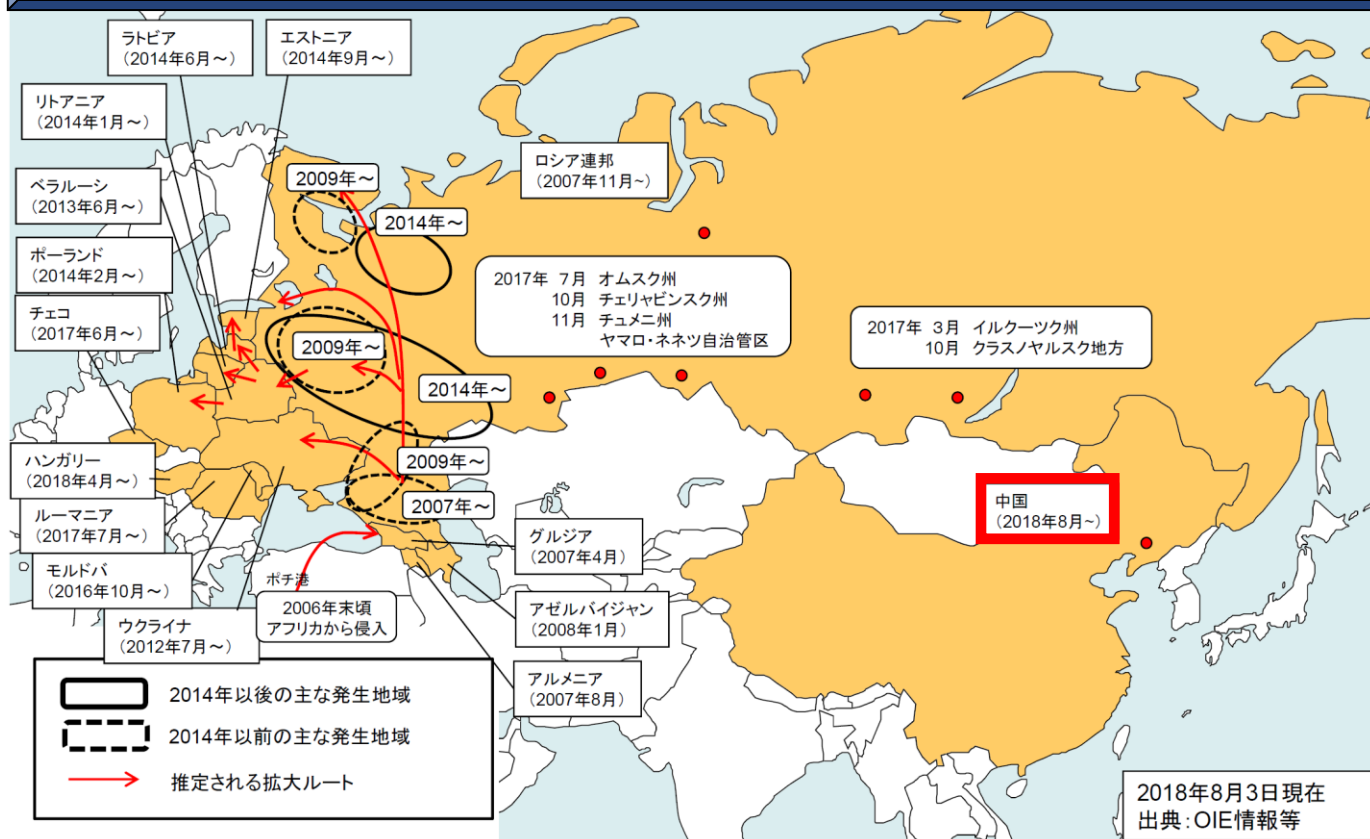 ラトビア
(2014年6月～)
エストニア
(2014年9月～)
リトアニア
(2014年1月～)
ベラルーシ
(2013年6月～)
ポーランド
(2014年2月～)
チェコ
(2017年6月～)
ハンガリー
(2018年4月～)
ルーマニア
(2017年7月～)
モルドバ
(2016年10月～)
ウクライナ
(2012年7月～)
ロシア連邦
(2007年11月~)
2009年～
2014年～
2009年～
2014年～
2009年～
2007年～
2017年 7月 オムスク州
10月 チェリャビンスク州
11月 チュメニ州
ヤマロ・ネネツ自治管区
2017年 3月 イルクーツク州
10月 クラスノヤルスク地方
中国
(2018年8月~)
グルジア
(2007年4月)
アゼルバイジャン
(2008年1月)
アルメニア
(2007年8月)
ポチ港
2006年末頃
アフリカから侵入
2014年以後の主な発生地域
2014年以前の主な発生地域
推定される拡大ルート
2018年8月3日現在
出典:OIE情報等